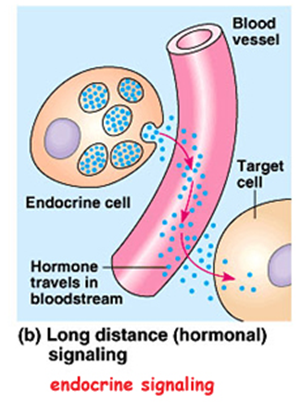 Blood
vessel
Target
cell
Endocrine cell
Hormone
travels in
bloodstream
(b) Long distance (hormonal)
signaling
endocrine signaling